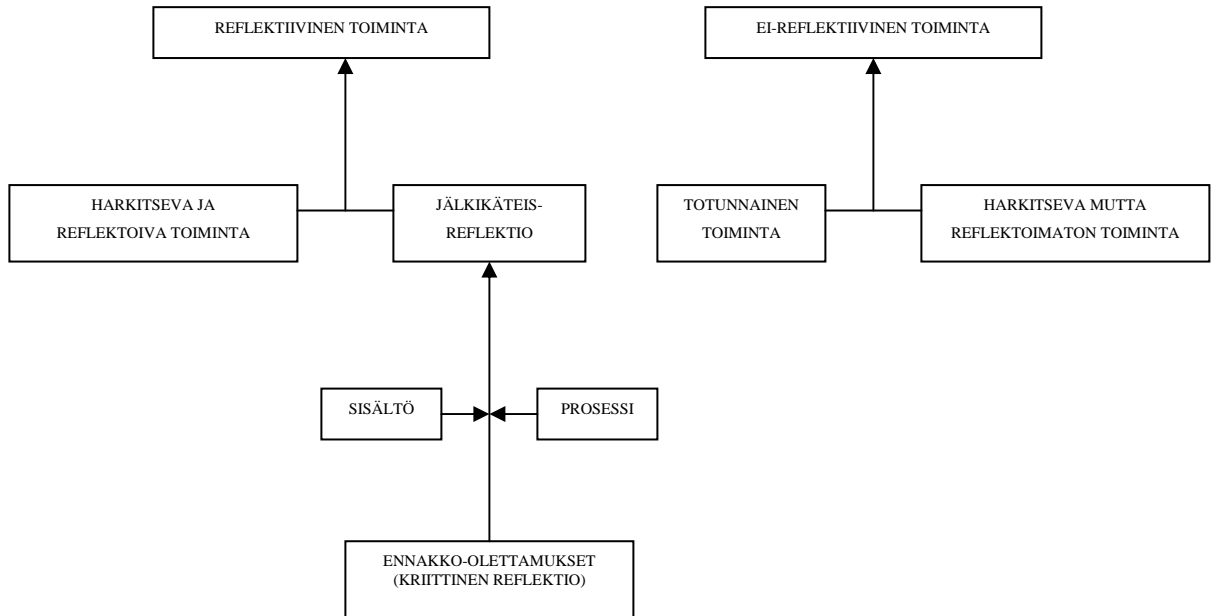 REFLEKTIIVINEN TOIMINTA
EI-REFLEKTIIVINEN TOIMINTA
HARKITSEVA JA
REFLEKTOIVA TOIMINTA
JÄLKIKÄTEIS-
REFLEKTIO
TOTUNNAINEN
TOIMINTA
HARKITSEVA MUTTA
REFLEKTOIMATON TOIMINTA
SISÄLTÖ
PROSESSI
ENNAKKO-OLETTAMUKSET
(KRIITTINEN REFLEKTIO)